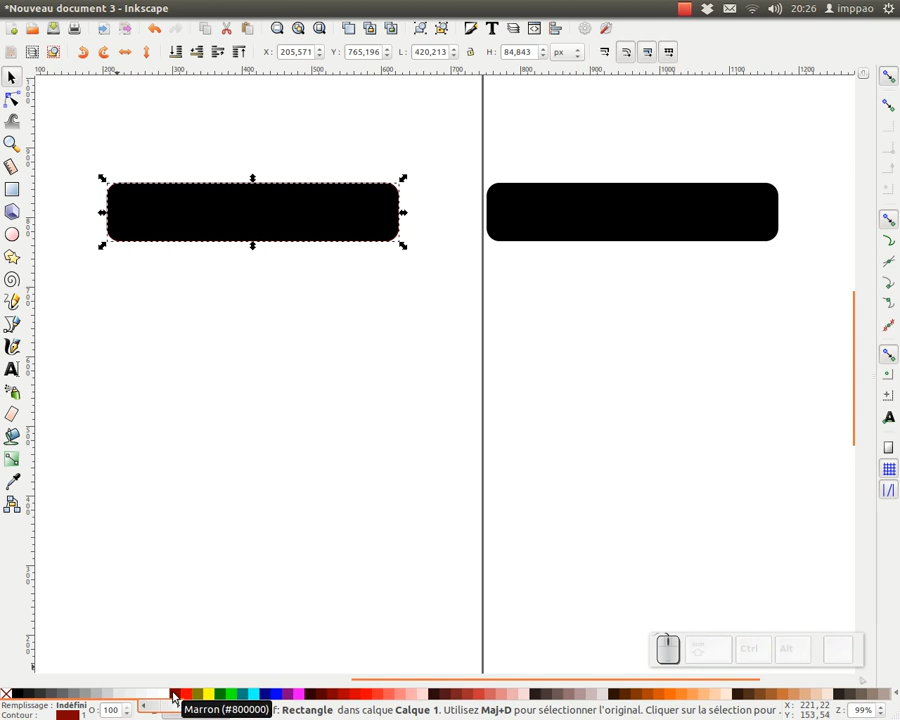 *Nouveau document 3 - Inkscape
20:26 imppao
X: 205,571 Y: 765,196 L: 420,213 H: 84,843 px
100 200 300 400 500 600 700 800 900 1000 1100 1200
Ctrl Alt
Remplissage : Indéfini
Contour : 1
O: 100
Marron (#800000)
f: Rectangle dans calque Calque 1. Utilisez Maj+D pour sélectionner l'original. Cliquer sur la sélection pour .
X: 221,22
Y: 153,54
Z: 99%